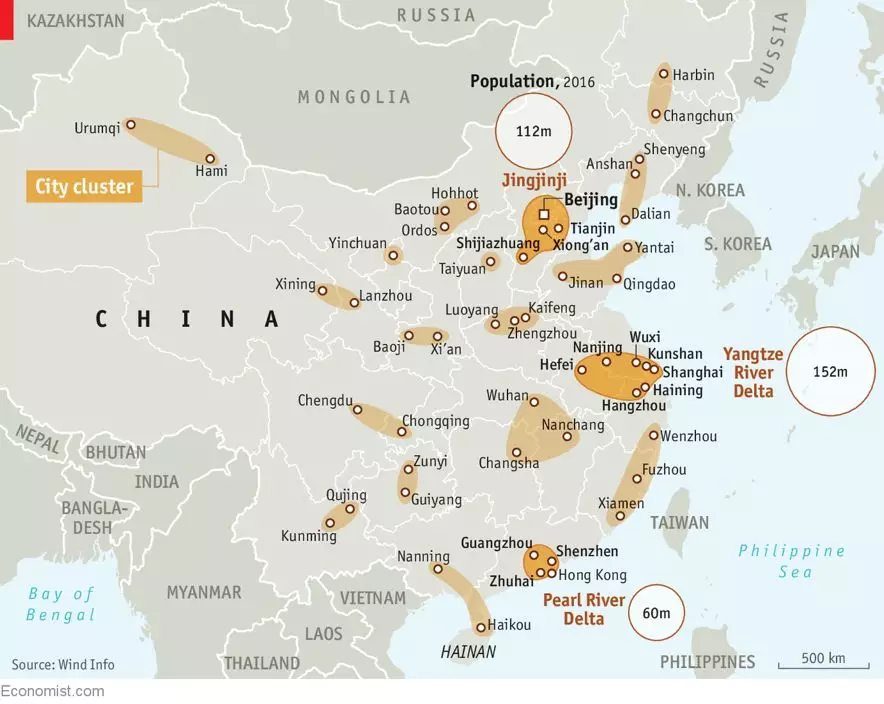 KAZAKHSTAN
RUSSIA
RUSSIA
MONGOLIA
Population, 2016
112m
Jingjinji
Harbin
Changchun
Urumqi
Hami
City cluster
Shenyeng
Anshan
Dalian
N. KOREA
S. KOREA
JAPAN
Hohhot
Baotou
Ordos
Beijing
Tianjin
Xiong’an
Shijiazhuang
Yinchuan
Taiyuan
Yantai
Jinan
Qingdao
Xining
Lanzhou
CHINA
Luoyang
Kaifeng
Zhengzhou
Baoji
Xi’an
Wuxi
Nanjing
Kunshan
Hefei
Shanghai
Haining
Hangzhou
Yangtze
River
Delta
152m
Chengdu
Chongqing
Wuhan
Nanchang
Changsha
Wenzhou
Fuzhou
Xiamen
NEPAL
BHUTAN
INDIA
BANGLA-
DESH
Zunyi
Guiyang
Qujing
Kunming
TAIWAN
Nanning
Guangzhou
Shenzhen
Zhuhai
Hong Kong
Pearl River
Delta
60m
Philippine
Sea
Bay of
Bengal
MYANMAR
VIETNAM
LAOS
THAILAND
Haikou
HAINAN
PHILIPPINES
500 km
Source: Wind Info
Economist.com